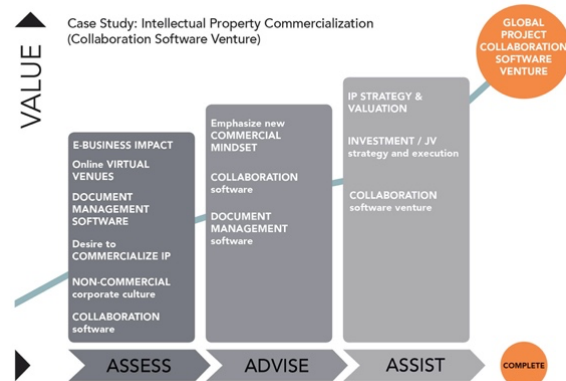 Case Study: Intellectual Property Commercialization
(Collaboration Software Venture)
VALUE
GLOBAL
PROJECT
COLLABORATION
SOFTWARE
VENTURE
E-BUSINESS IMPACT
Online VIRTUAL
VENUES
DOCUMENT
MANAGEMENT
SOFTWARE
Desire to
COMMERCIALIZE IP
NON-COMMERCIAL
corporate culture
COLLABORATION
software
Emphasize new
COMMERCIAL
MINDSET
COLLABORATION
software
DOCUMENT
MANAGEMENT
software
IP STRATEGY &
VALUATION
INVESTMENT / JV
strategy and execution
COLLABORATION
software venture
ASSESS
ADVISE
ASSIST
COMPLETE